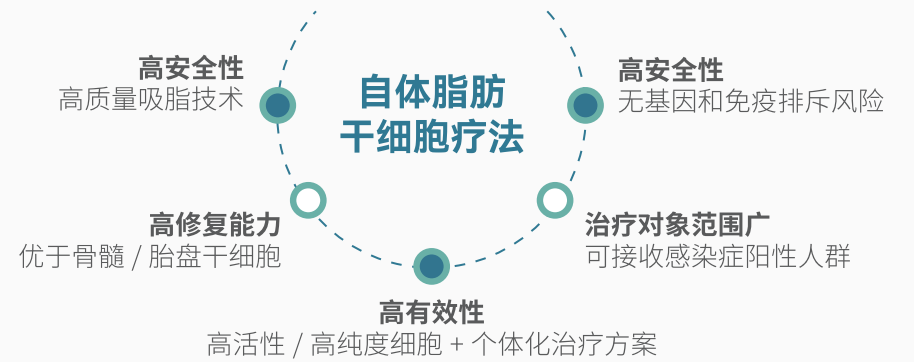 自体脂肪
干细胞疗法
高安全性
高质量吸脂技术
高安全性
无基因和免疫排斥风险
高修复能力
优于骨髓 / 胎盘干细胞
治疗对象范围广
可接收感染症阳性人群
高有效性
高活性 / 高纯度细胞 + 个体化治疗方案